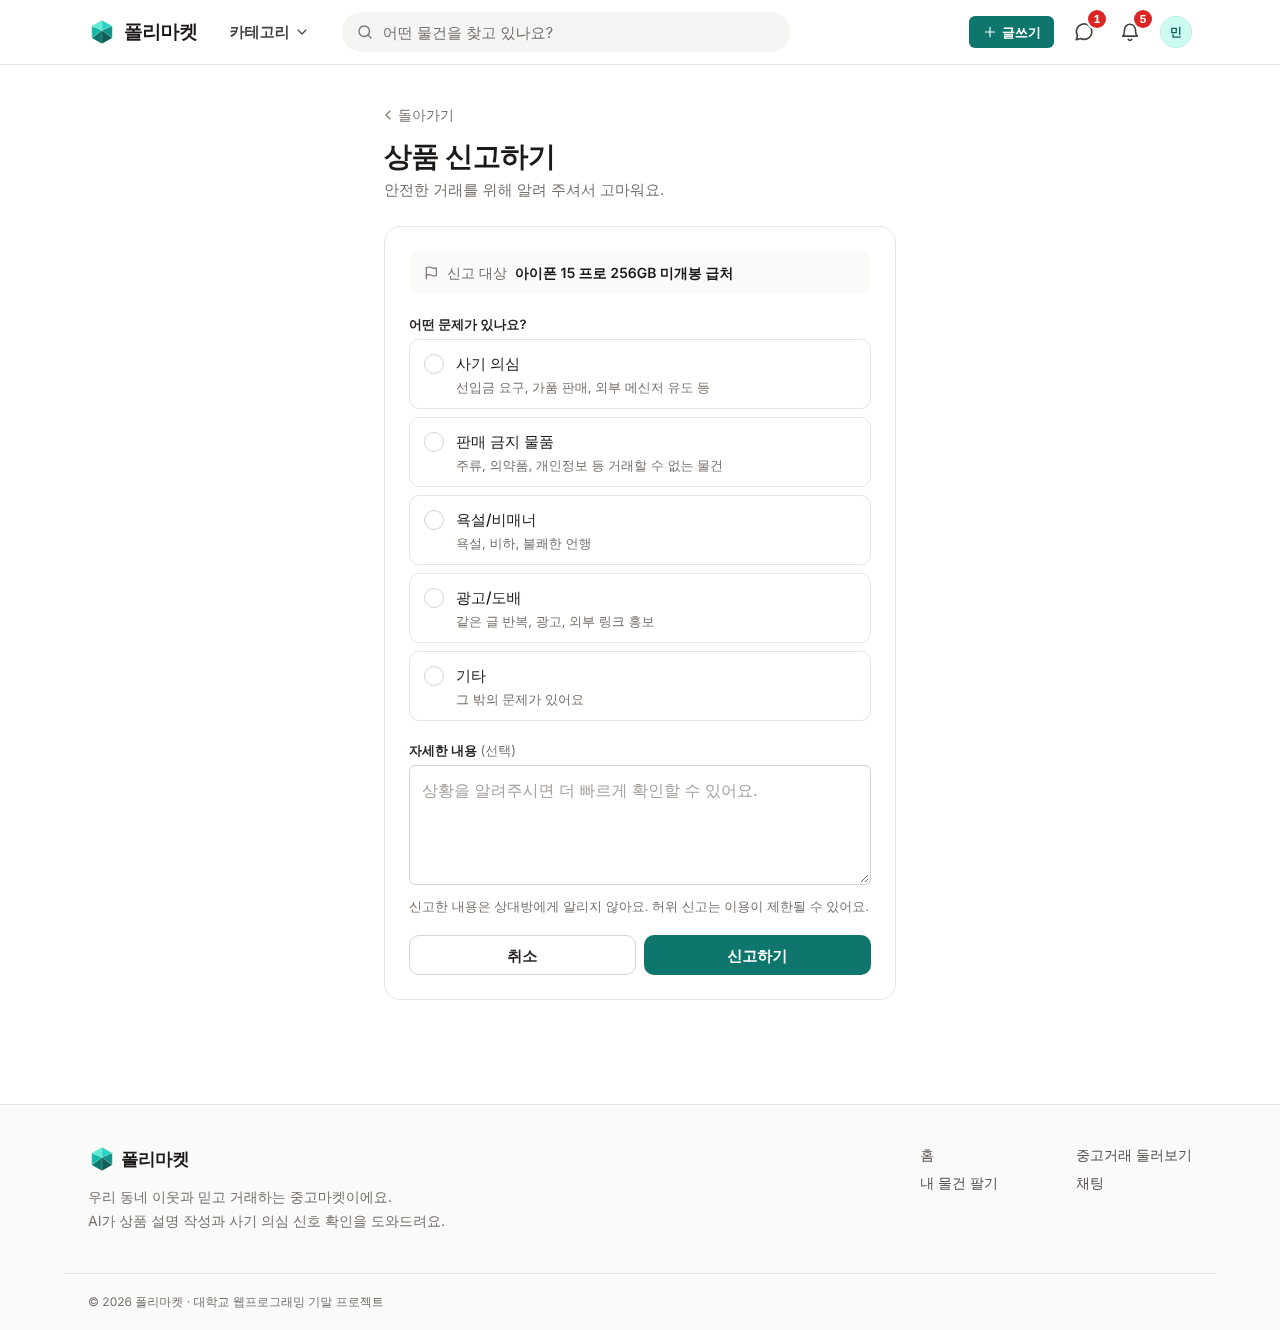 폴리마켓
카테고리
어떤 물건을 찾고 있나요?
글쓰기
1
5
민
돌아가기
상품 신고하기
안전한 거래를 위해 알려 주셔서 고마워요.
신고 대상 아이폰 15 프로 256GB 미개봉 급처
어떤 문제가 있나요?
사기 의심
선입금 요구, 가품 판매, 외부 메신저 유도 등
판매 금지 물품
주류, 의약품, 개인정보 등 거래할 수 없는 물건
욕설/비매너
욕설, 비하, 불쾌한 언행
광고/도배
같은 글 반복, 광고, 외부 링크 홍보
기타
그 밖의 문제가 있어요
자세한 내용 (선택)
상황을 알려주시면 더 빠르게 확인할 수 있어요.
신고한 내용은 상대방에게 알리지 않아요. 허위 신고는 이용이 제한될 수 있어요.
취소
신고하기
폴리마켓
우리 동네 이웃과 믿고 거래하는 중고마켓이에요.
AI가 상품 설명 작성과 사기 의심 신호 확인을 도와드려요.
홈
중고거래 둘러보기
내 물건 팔기
채팅
© 2026 폴리마켓 · 대학교 웹프로그래밍 기말 프로젝트